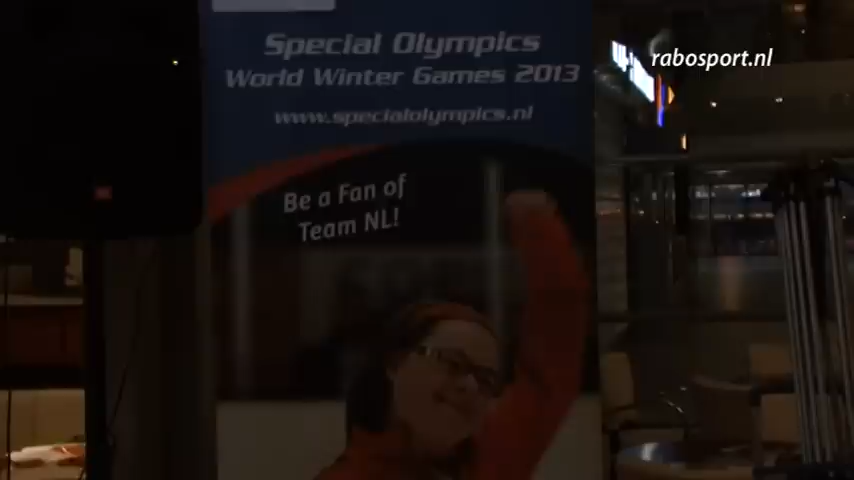 Special Olympics
World Winter Games 2013
www.specialolympics.nl
Be a Fan of
Team NL!
rabosport.nl